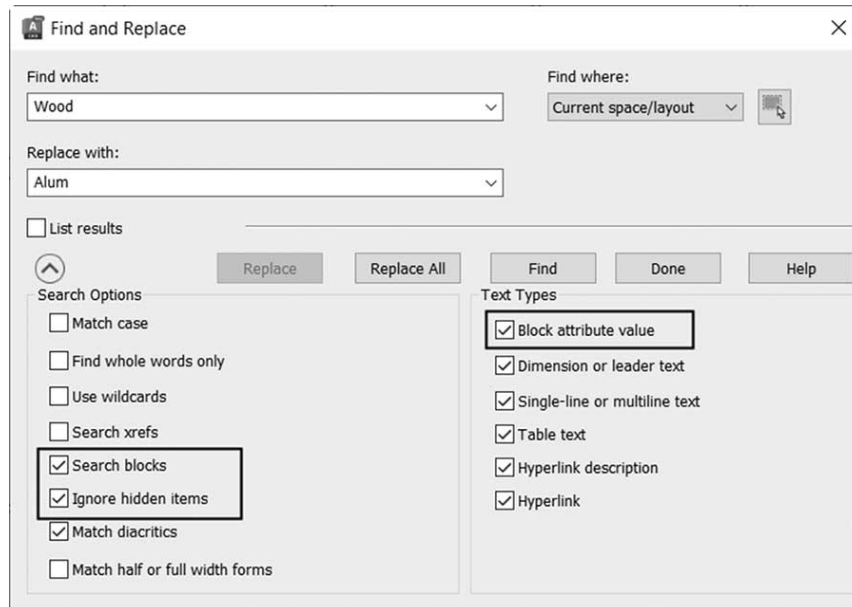 Find and Replace
Find what:
Find where:
Wood
Current space/layout
Replace with:
Alum
List results
Replace
Replace All
Find
Done
Help
Search Options
Match case
Find whole words only
Use wildcards
Search xrefs
Search blocks
Ignore hidden items
Match diacritics
Match half or full width forms
Text Types
Block attribute value
Dimension or leader text
Single-line or multiline text
Table text
Hyperlink description
Hyperlink